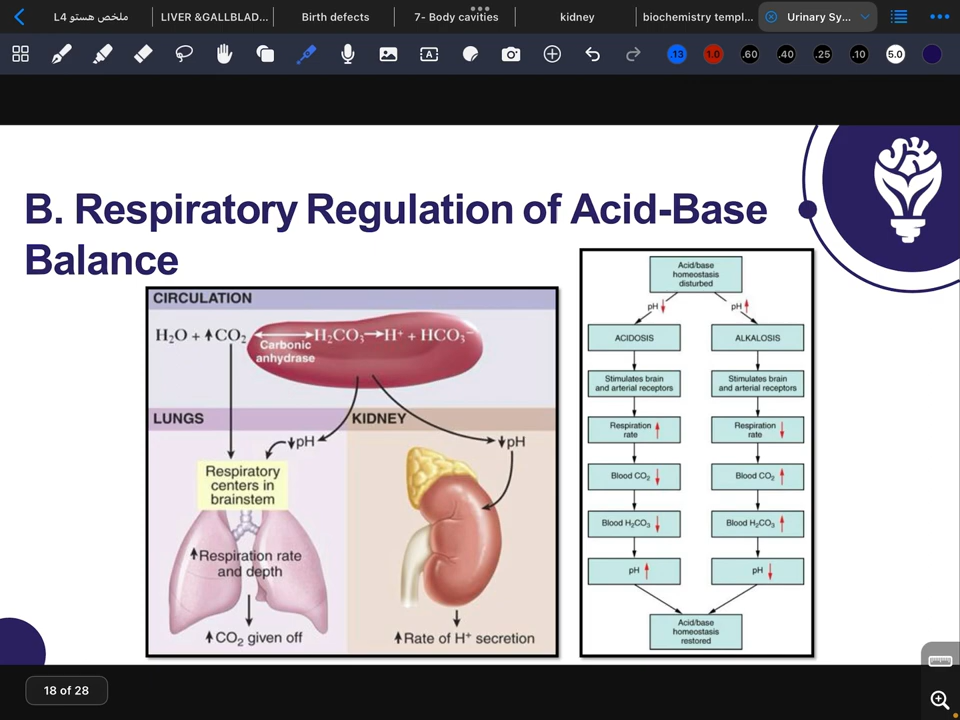 ملخص هستو L4
LIVER &GALLBLAD...
Birth defects
7- Body cavities
kidney
biochemistry templ...
Urinary Sy...
13
1.0
.60
.40
.25
.10
5.0
B. Respiratory Regulation of Acid-Base
Balance
CIRCULATION
H₂O + ↑CO₂ ⟷ H₂CO₃→H⁺ + HCO₃⁻
Carbonic
anhydrase
LUNGS
KIDNEY
↓pH
↓pH
Respiratory
centers in
brainstem
↑Respiration rate
and depth
↑CO₂ given off
↑Rate of H⁺ secretion
Acid/base
homeostasis
disturbed
pH ↓
pH ↑
ACIDOSIS
ALKALOSIS
Stimulates brain
and arterial receptors
Stimulates brain
and arterial receptors
Respiration
rate ↑
Respiration
rate ↓
Blood CO₂ ↓
Blood CO₂ ↑
Blood H₂CO₃ ↓
Blood H₂CO₃ ↑
pH ↑
pH ↓
Acid/base
homeostasis
restored
18 of 28